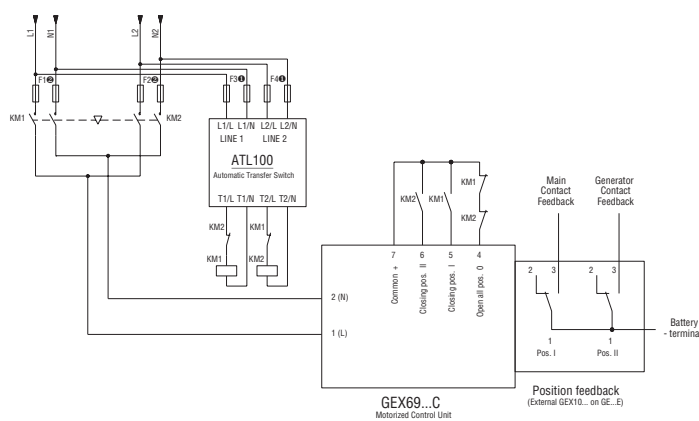 L1 N1 L2 N2
F1❷ F2❷ F3❶ F4❶
KM1 KM2
L1/L L1/N L2/L L2/N
LINE 1 LINE 2
ATL100
Automatic Transfer Switch
T1/L T1/N T2/L T2/N
KM2 KM1
KM1 KM2
KM1
KM2 KM1
KM2
7 6 5 4
Common +
Closing pos. II
Closing pos. I
Open all pos. 0
2 (N)
1 (L)
GEX69...C
Motorized Control Unit
Main
Contact
Feedback
Generator
Contact
Feedback
2 3 2 3
1 1
Pos. I Pos. II
Battery
- termina
Position feedback
(External GEX10... on GE...E)